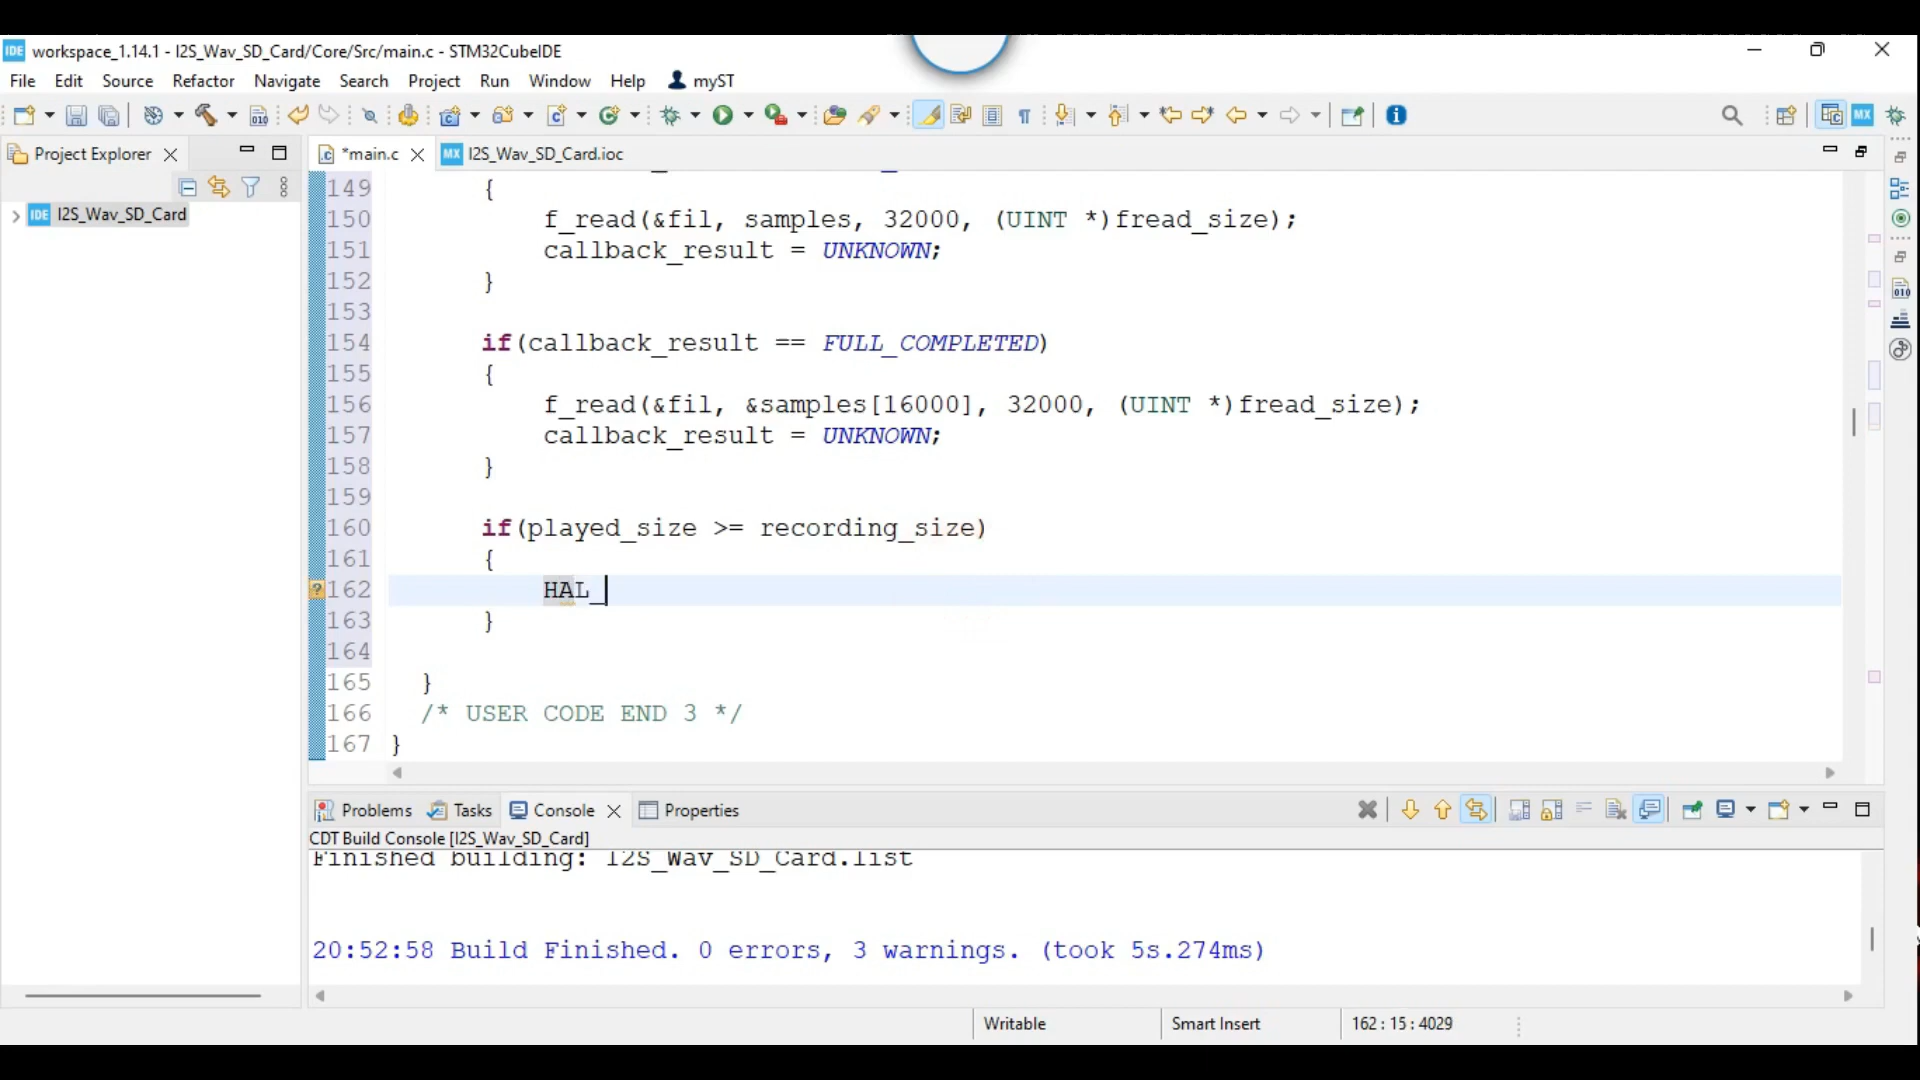 IDE workspace_1.14.1 - I2S_Wav_SD_Card/Core/Src/main.c - STM32CubeIDE
File Edit Source Refactor Navigate Search Project Run Window Help myST
Project Explorer
*main.c
MX I2S_Wav_SD_Card.ioc
IDE I2S_Wav_SD_Card
149 {
150 f_read(&fil, samples, 32000, (UINT *)fread_size);
151 callback_result = UNKNOWN;
152 }
153
154 if(callback_result == FULL_COMPLETED)
155 {
156 f_read(&fil, &samples[16000], 32000, (UINT *)fread_size);
157 callback_result = UNKNOWN;
158 }
159
160 if(played_size >= recording_size)
161 {
162 HAL_
163 }
164
165 }
166 /* USER CODE END 3 */
167 }
Problems Tasks Console Properties
CDT Build Console [I2S_Wav_SD_Card]
Finished building: I2S_Wav_SD_Card.list
20:52:58 Build Finished. 0 errors, 3 warnings. (took 5s.274ms)
Writable Smart Insert 162 : 15 : 4029